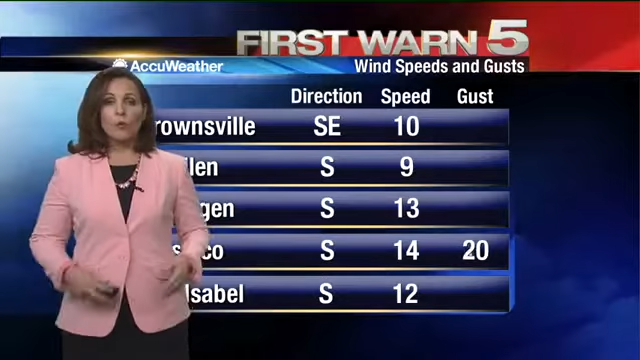 FIRST WARN 5
AccuWeather Wind Speeds and Gusts
Direction Speed Gust
rownsville SE 10
llen S 9
gen S 13
co S 14 20
Isabel S 12